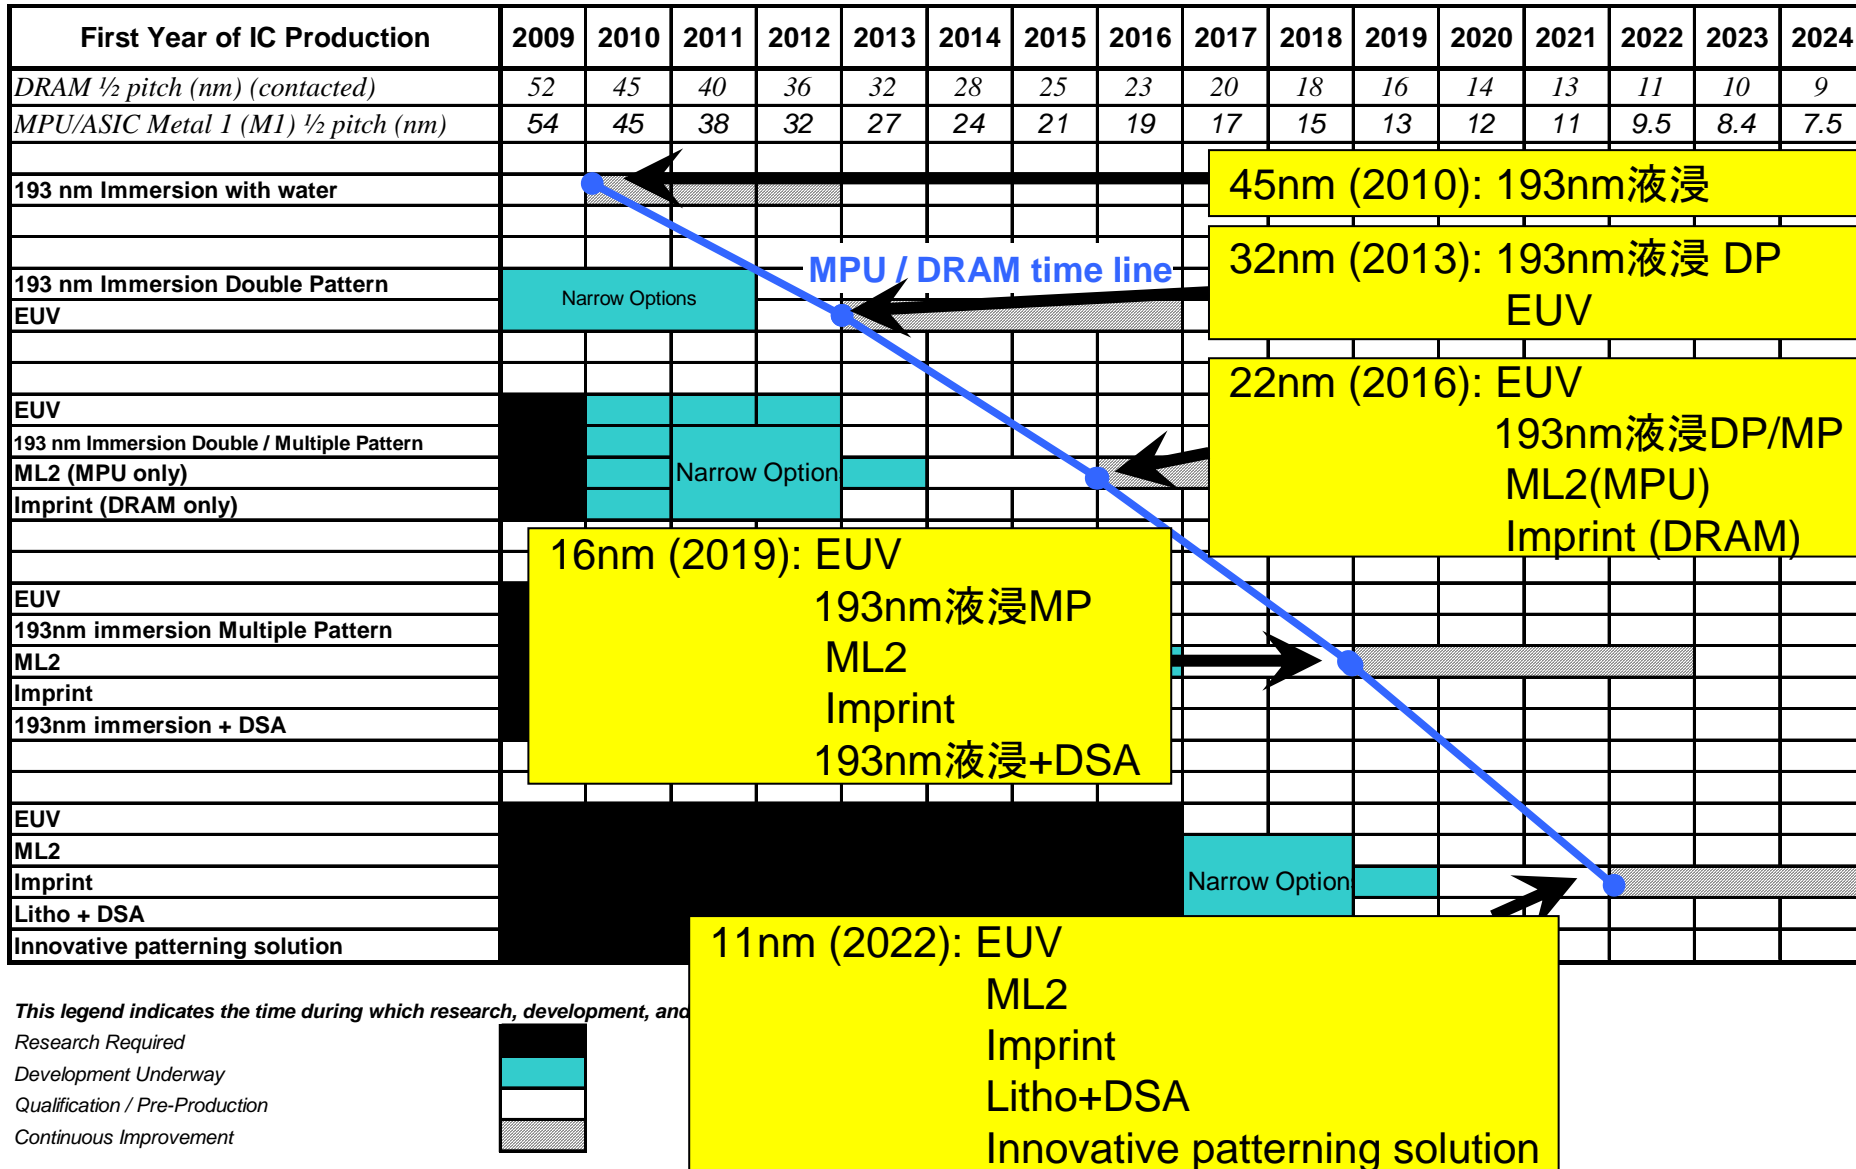 First Year of IC Production 2009 2010 2011 2012 2013 2014 2015 2016 2017 2018 2019 2020 2021 2022 2023 2024
DRAM ½ pitch (nm) (contacted) 52 45 40 36 32 28 25 23 20 18 16 14 13 11 10 9
MPU/ASIC Metal 1 (M1) ½ pitch (nm) 54 45 38 32 27 24 21 19 17 15 13 12 11 9.5 8.4 7.5
193 nm Immersion with water
45nm (2010): 193nm液浸
MPU / DRAM time line
193 nm Immersion Double Pattern
EUV
Narrow Options
32nm (2013): 193nm液浸 DP
EUV
EUV
193 nm Immersion Double / Multiple Pattern
ML2 (MPU only)
Imprint (DRAM only)
Narrow Option
22nm (2016): EUV
193nm液浸DP/MP
ML2(MPU)
Imprint (DRAM)
EUV
193nm immersion Multiple Pattern
ML2
Imprint
193nm immersion + DSA
16nm (2019): EUV
193nm液浸MP
ML2
Imprint
193nm液浸+DSA
EUV
ML2
Imprint
Litho + DSA
Innovative patterning solution
Narrow Option
11nm (2022): EUV
ML2
Imprint
Litho+DSA
Innovative patterning solution
This legend indicates the time during which research, development, and
Research Required
Development Underway
Qualification / Pre-Production
Continuous Improvement